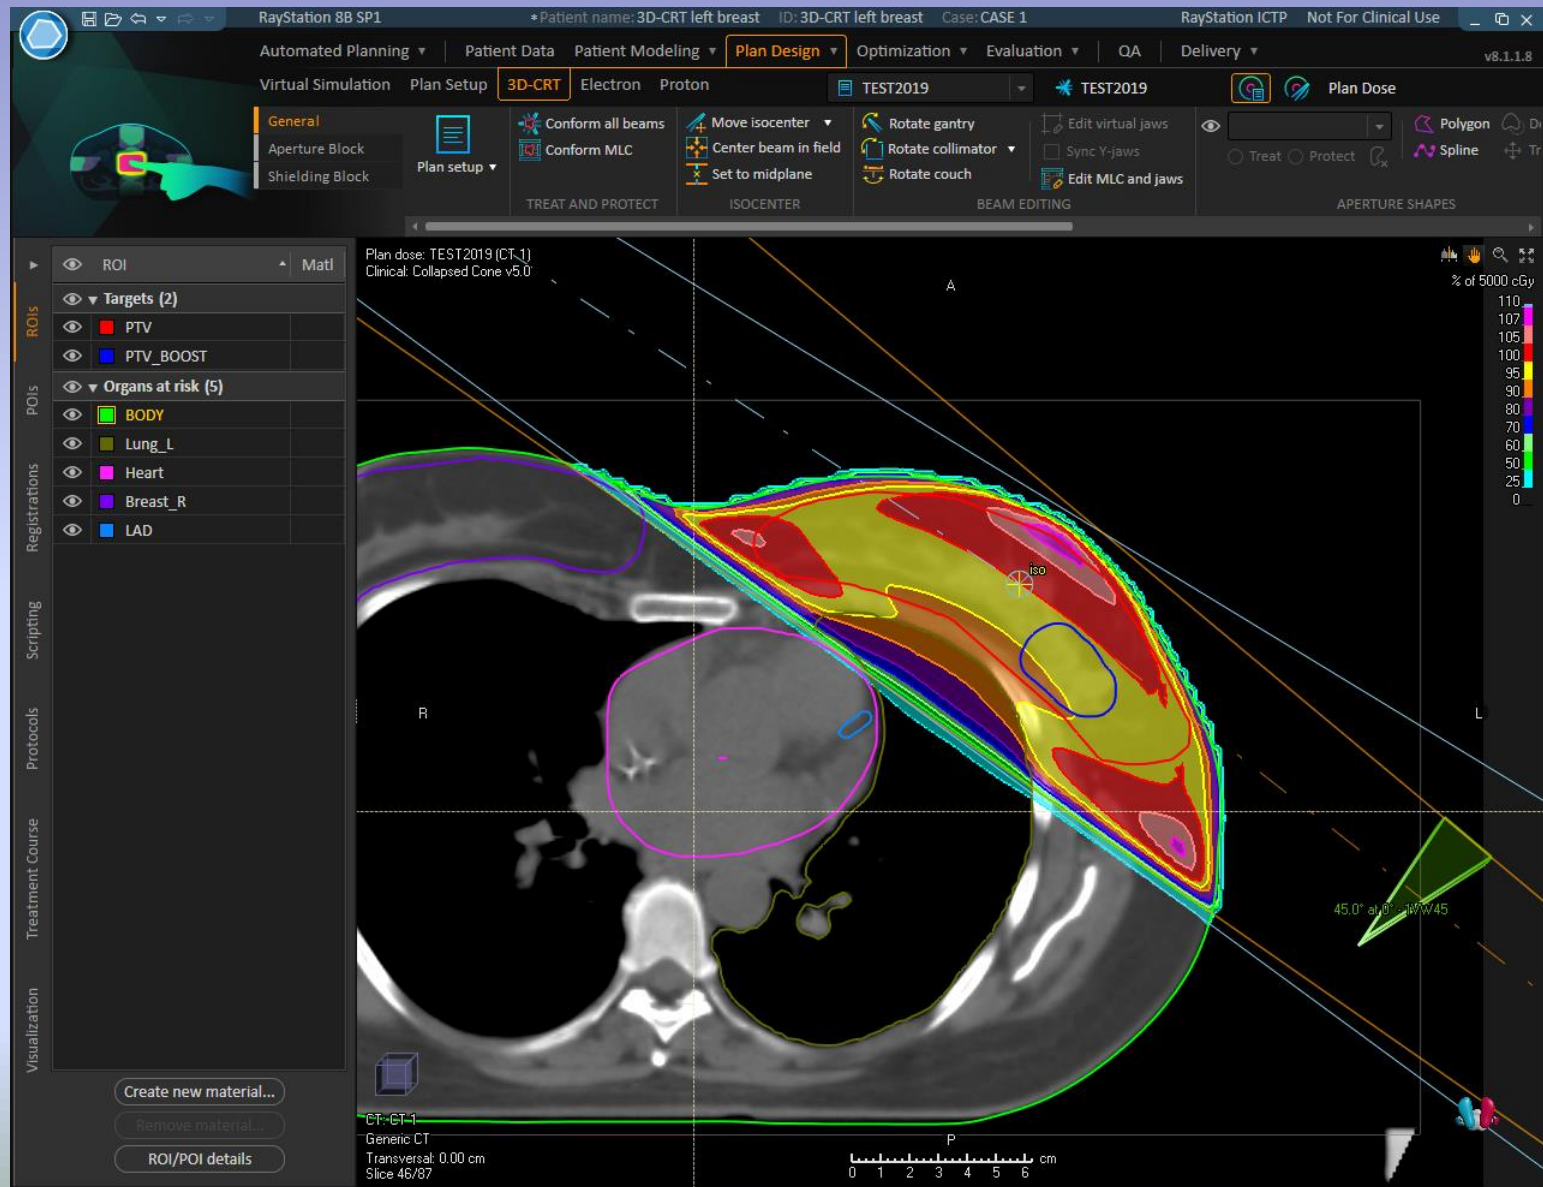 RayStation 8B SP1
*Patient name: 3D-CRT left breast ID: 3D-CRT left breast Case: CASE 1
RayStation ICTP Not For Clinical Use
Automated Planning Patient Data Patient Modeling Plan Design Optimization Evaluation QA Delivery
v8.1.1.8
Virtual Simulation Plan Setup 3D-CRT Electron Proton
TEST2019
TEST2019
Plan Dose
General
Aperture Block
Shielding Block
Plan setup
Conform all beams
Conform MLC
TREAT AND PROTECT
Move isocenter
Center beam in field
Set to midplane
ISOCENTER
Rotate gantry
Rotate collimator
Rotate couch
Edit virtual jaws
Sync Y-jaws
Edit MLC and jaws
BEAM EDITING
Treat Protect
Polygon
Spline
APERTURE SHAPES
ROIs
POIs
Registrations
Scripting
Protocols
Treatment Course
Visualization
ROI Matl
Targets (2)
PTV
PTV_BOOST
Organs at risk (5)
BODY
Lung_L
Heart
Breast_R
LAD
Create new material...
Remove material...
ROI/POI details
Plan dose: TEST2019 (CT 1)
Clinical: Collapsed Cone v5.0
A
R
L
P
iso
% of 5000 cGy
110
107
105
100
95
90
80
70
60
50
25
0
45.0° at 0°
CT: CT 1
Generic CT
Transversal: 0.00 cm
Slice 46/87
0 1 2 3 4 5 6 cm